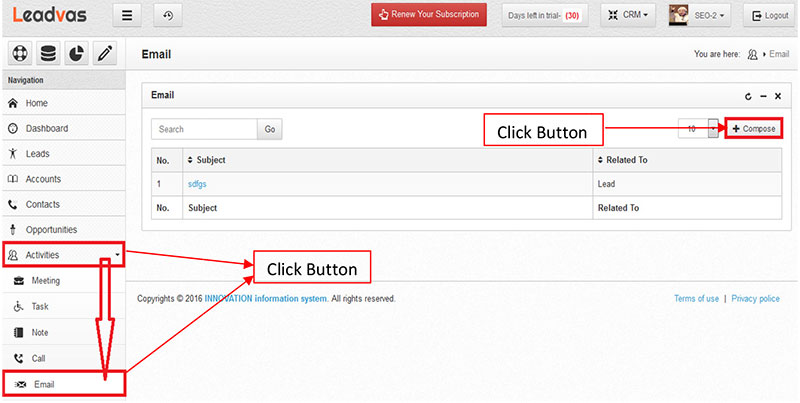 Leadvas
Renew Your Subscription
Days left in trial- (30)
CRM
SEO-2
Logout
Email
You are here: Email
Navigation
Home
Dashboard
Leads
Accounts
Contacts
Opportunities
Activities
Meeting
Task
Note
Call
Email
Email
Search Go
Click Button
10
Compose
No. Subject Related To
1 sdfgs Lead
No. Subject Related To
Click Button
Copyrights © 2016 INNOVATION information system. All rights reserved.
Terms of use | Privacy policy